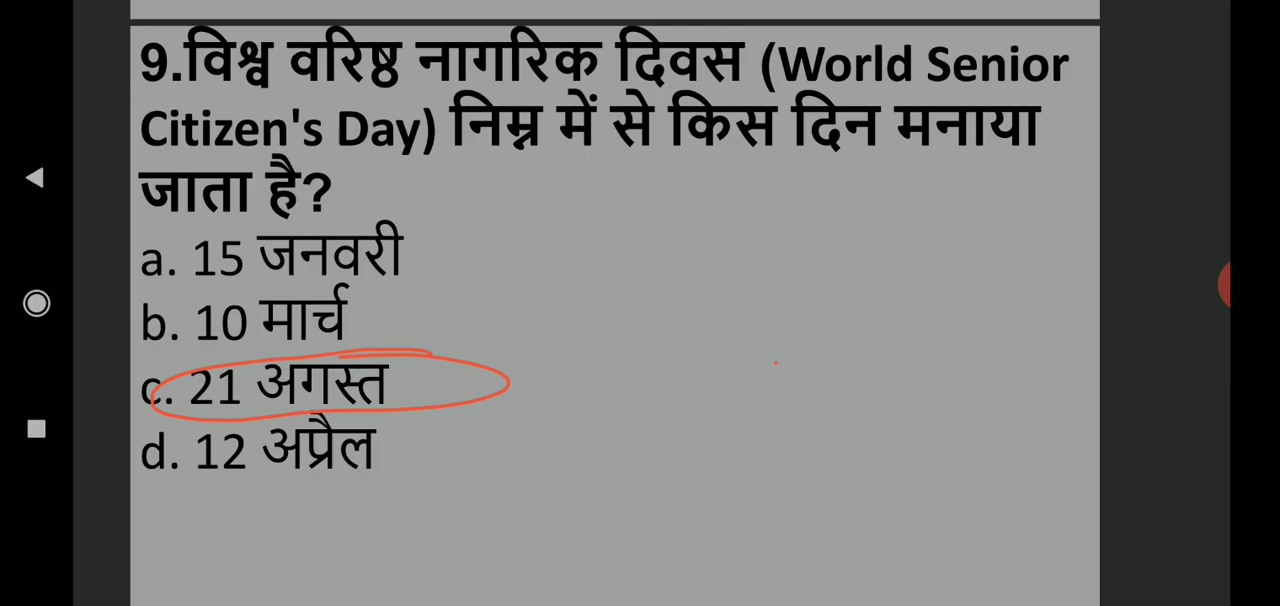 9.विश्व वरिष्ठ नागरिक दिवस (World Senior
Citizen's Day) निम्न में से किस दिन मनाया
जाता है?
a. 15 जनवरी
b. 10 मार्च
c. 21 अगस्त
d. 12 अप्रैल